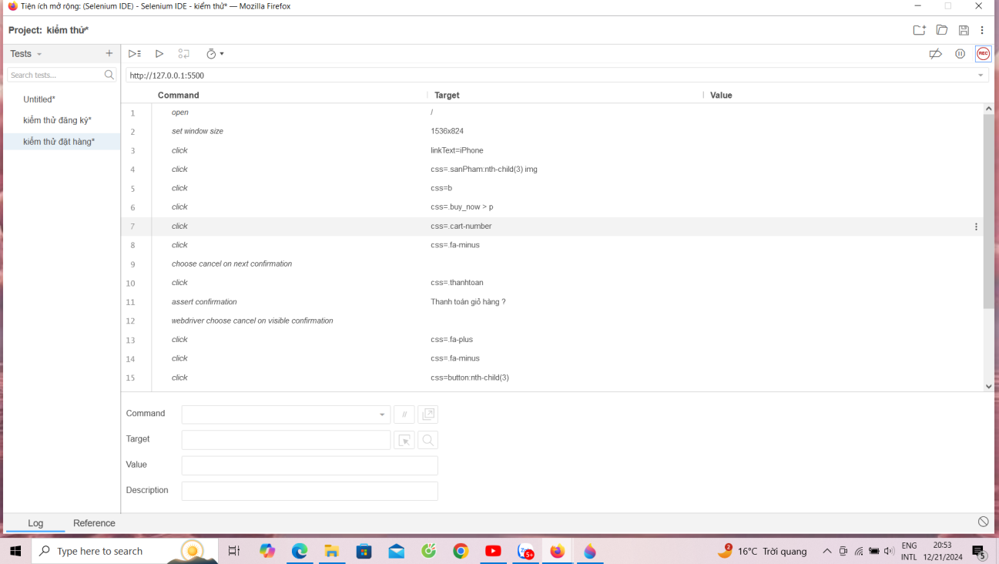 Tiện ích mở rộng: (Selenium IDE) - Selenium IDE - kiểm thử* — Mozilla Firefox
Project: kiểm thử*
Tests
Search tests...
Untitled*
kiểm thử đăng ký*
kiểm thử đặt hàng*
REC
http://127.0.0.1:5500
Command Target Value
1 open /
2 set window size 1536x824
3 click linkText=iPhone
4 click css=.sanPham:nth-child(3) img
5 click css=b
6 click css=.buy_now > p
7 click css=.cart-number
8 click css=.fa-minus
9 choose cancel on next confirmation
10 click css=.thanhtoan
11 assert confirmation Thanh toán giỏ hàng ?
12 webdriver choose cancel on visible confirmation
13 click css=.fa-plus
14 click css=.fa-minus
15 click css=button:nth-child(3)
Command //
Target
Value
Description
Log Reference
Type here to search
5+
2
16°C Trời quang
ENG
INTL
20:53
12/21/2024
5